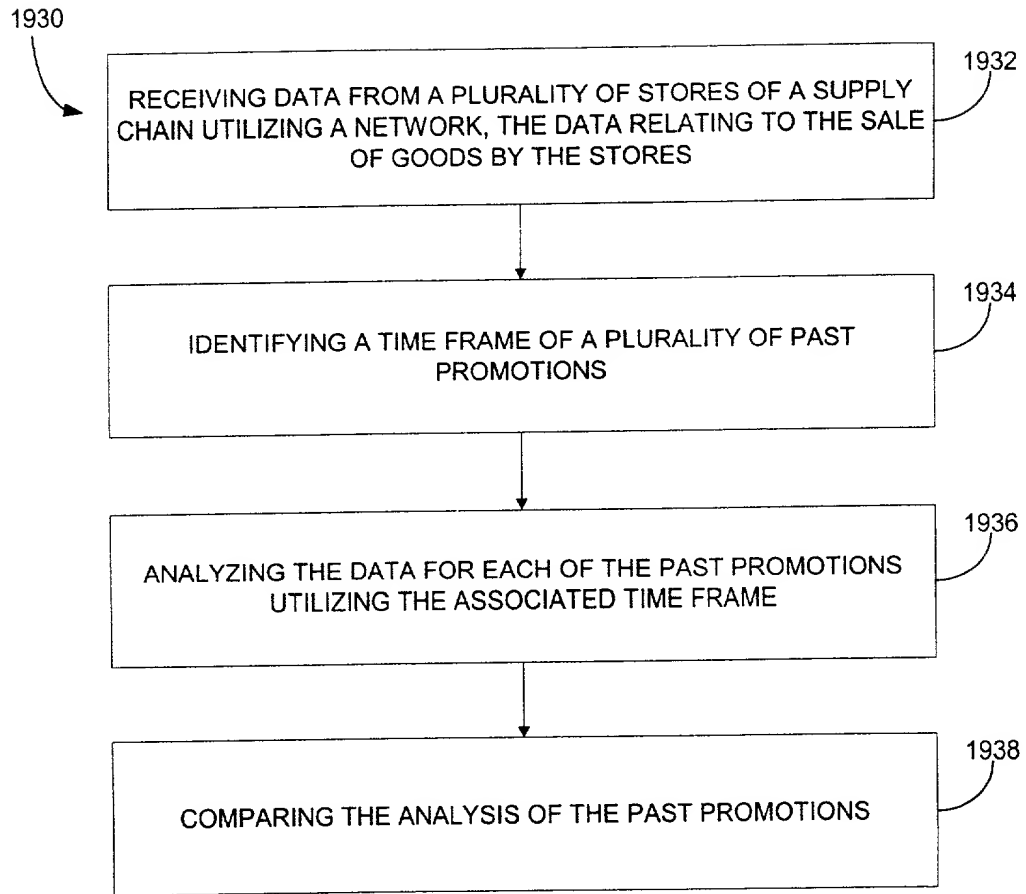 1930
RECEIVING DATA FROM A PLURALITY OF STORES OF A SUPPLY
CHAIN UTILIZING A NETWORK, THE DATA RELATING TO THE SALE
OF GOODS BY THE STORES
1932
IDENTIFYING A TIME FRAME OF A PLURALITY OF PAST
PROMOTIONS
1934
ANALYZING THE DATA FOR EACH OF THE PAST PROMOTIONS
UTILIZING THE ASSOCIATED TIME FRAME
1936
COMPARING THE ANALYSIS OF THE PAST PROMOTIONS
1938